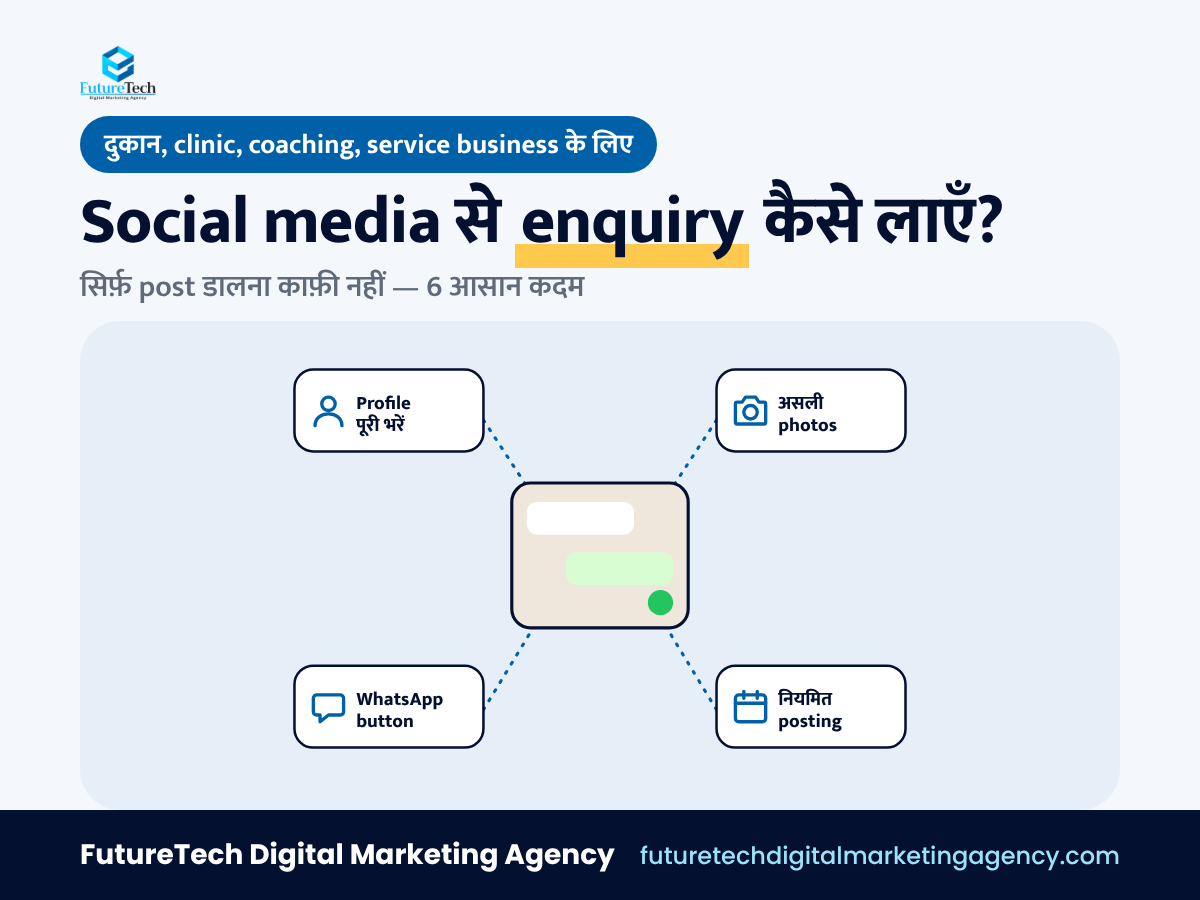 FutureTech
Digital Marketing Agency
दुकान, clinic, coaching, service business के लिए
Social media से enquiry कैसे लाएँ?
सिर्फ़ post डालना काफ़ी नहीं — 6 आसान कदम
Profile
पूरी भरें
असली
photos
WhatsApp
button
नियमित
posting
FutureTech Digital Marketing Agency futuretechdigitalmarketingagency.com